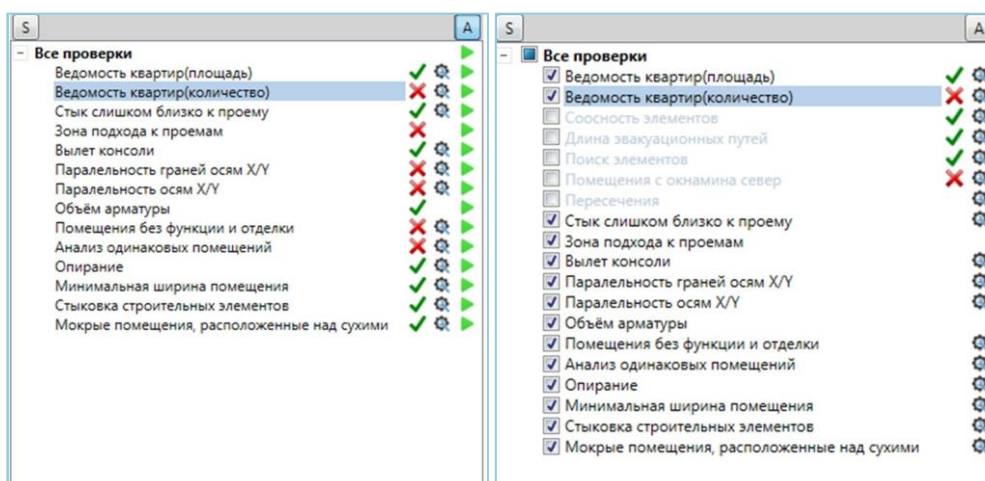 S A
Все проверки
Ведомость квартир(площадь)
Ведомость квартир(количество)
Стык слишком близко к проему
Зона подхода к проемам
Вылет консоли
Паралельность граней осям X/Y
Паралельность осям X/Y
Объём арматуры
Помещения без функции и отделки
Анализ одинаковых помещений
Опирание
Минимальная ширина помещения
Стыковка строительных элементов
Мокрые помещения, расположенные над сухими
S A
Все проверки
Ведомость квартир(площадь)
Ведомость квартир(количество)
Соосность элементов
Длина эвакуационных путей
Поиск элементов
Помещения с окнамина север
Пересечения
Стык слишком близко к проему
Зона подхода к проемам
Вылет консоли
Паралельность граней осям X/Y
Паралельность осям X/Y
Объём арматуры
Помещения без функции и отделки
Анализ одинаковых помещений
Опирание
Минимальная ширина помещения
Стыковка строительных элементов
Мокрые помещения, расположенные над сухими